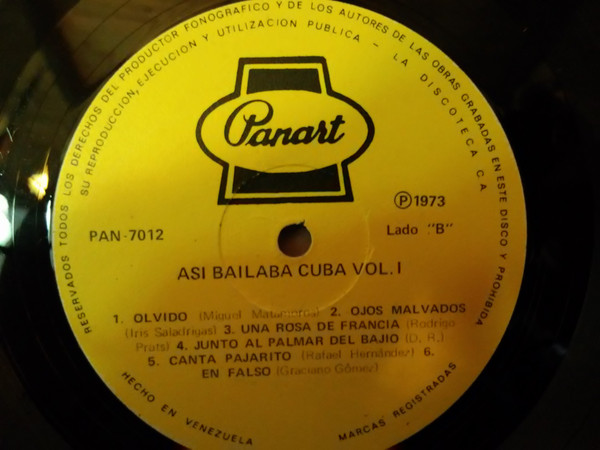 RESERVADOS TODOS LOS DERECHOS DEL PRODUCTOR FONOGRAFICO Y DE LOS AUTORES DE LAS OBRAS GRABADAS EN ESTE DISCO Y PROHIBIDA
SU REPRODUCCION, EJECUCION Y UTILIZACION PUBLICA - LA DISCOTECA C.A.
Panart
Ⓟ 1973
PAN-7012
Lado "B"
ASI BAILABA CUBA VOL. I
1. OLVIDO (Miguel Matamoros) 2. OJOS MALVADOS
(Iris Saladrigas) 3. UNA ROSA DE FRANCIA (Rodrigo
Prats) 4. JUNTO AL PALMAR DEL BAJIO (D. R.)
5. CANTA PAJARITO (Rafael Hernández) 6.
EN FALSO (Graciano Gómez)
HECHO EN VENEZUELA
MARCAS REGISTRADAS